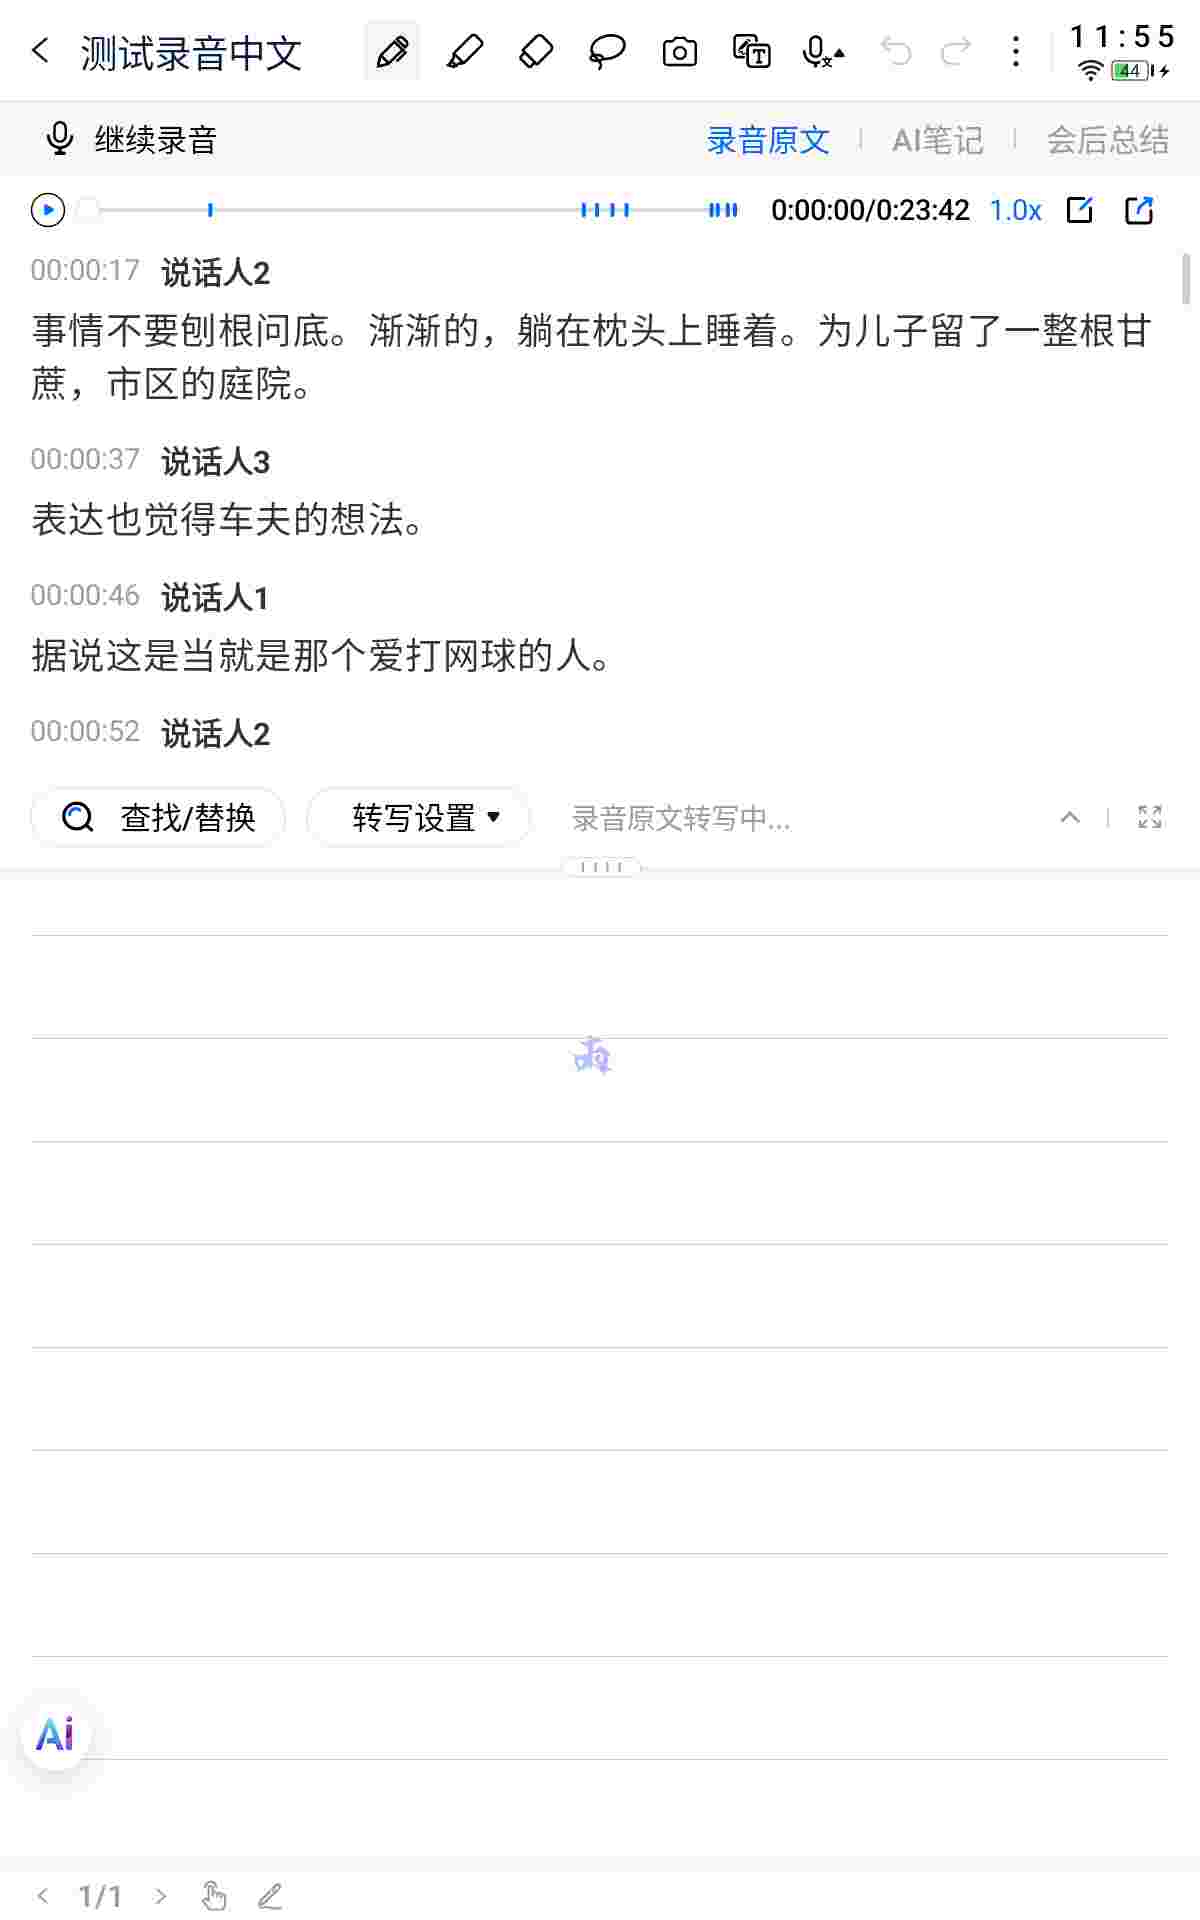 测试录音中文
11:55
44
继续录音
录音原文
AI笔记
会后总结
0:00:00/0:23:42
1.0x
00:00:17 说话人2
事情不要刨根问底。渐渐的，躺在枕头上睡着。为儿子留了一整根甘
蔗，市区的庭院。
00:00:37 说话人3
表达也觉得车夫的想法。
00:00:46 说话人1
据说这是当就是那个爱打网球的人。
00:00:52 说话人2
查找/替换
转写设置
录音原文转写中...
Ai
1/1